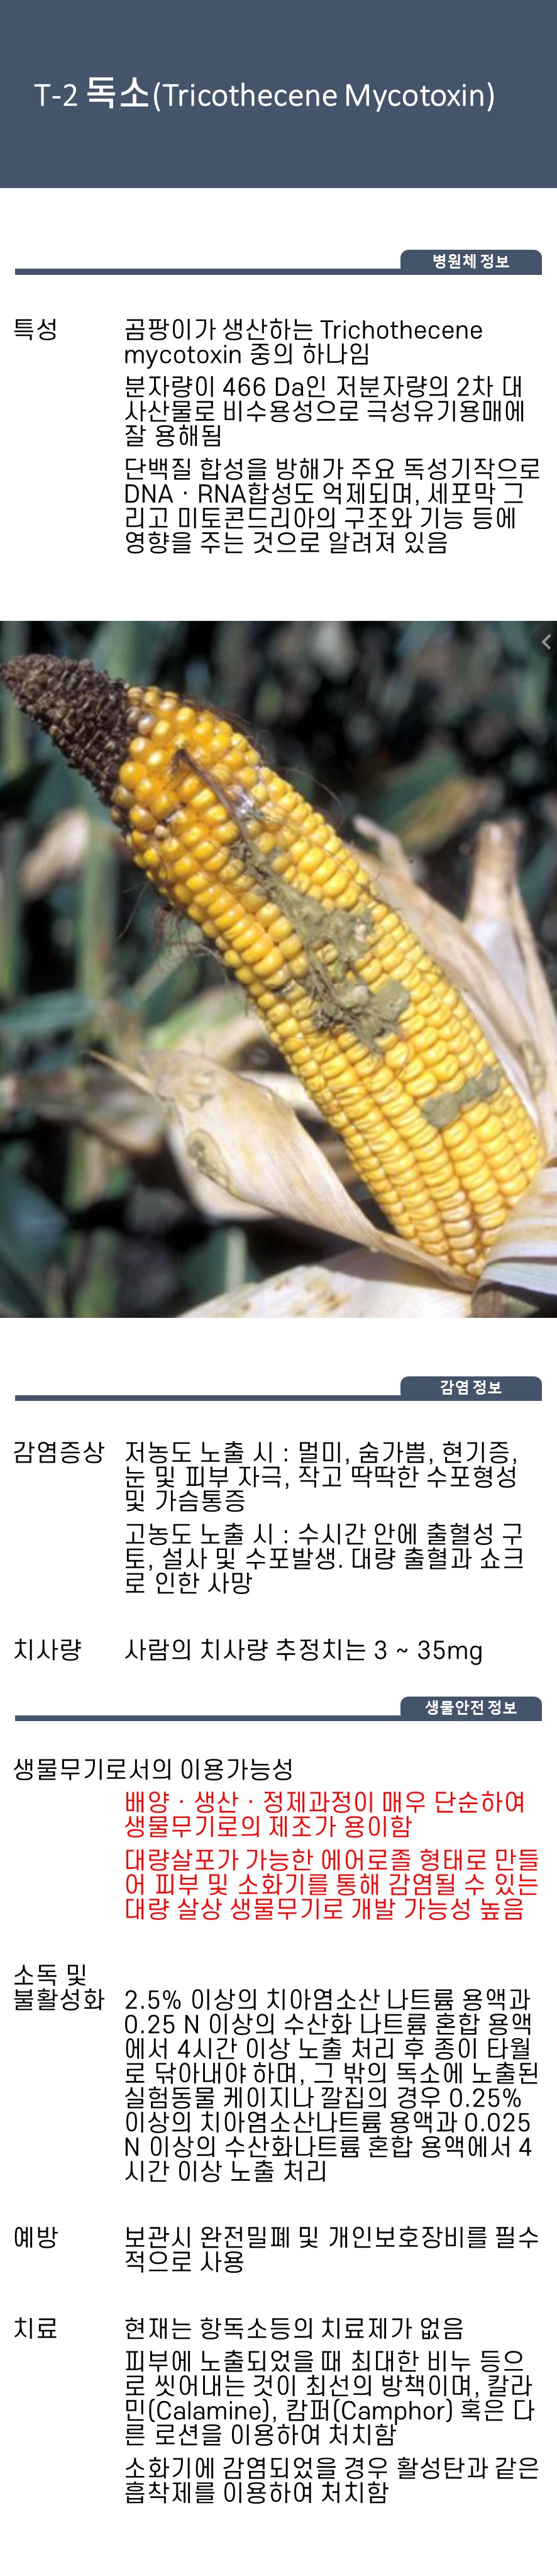 T-2 독소(Tricothecene Mycotoxin)
병원체 정보
특성
곰팡이가 생산하는 Trichothecene
mycotoxin 중의 하나임
분자량이 466 Da인 저분자량의 2차 대
사산물로 비수용성으로 극성유기용매에
잘 용해됨
단백질 합성을 방해가 주요 독성기작으로
DNA · RNA합성도 억제되며, 세포막 그
리고 미토콘드리아의 구조와 기능 등에
영향을 주는 것으로 알려져 있음
감염 정보
감염증상
저농도 노출 시 : 멀미, 숨가쁨, 현기증,
눈 및 피부 자극, 작고 딱딱한 수포형성
및 가슴통증
고농도 노출 시 : 수시간 안에 출혈성 구
토, 설사 및 수포발생. 대량 출혈과 쇼크
로 인한 사망
치사량
사람의 치사량 추정치는 3 ~ 35mg
생물안전 정보
생물무기로서의 이용가능성
배양 · 생산 · 정제과정이 매우 단순하여
생물무기로의 제조가 용이함
대량살포가 가능한 에어로졸 형태로 만들
어 피부 및 소화기를 통해 감염될 수 있는
대량 살상 생물무기로 개발 가능성 높음
소독 및
불활성화
2.5% 이상의 치아염소산 나트륨 용액과
0.25 N 이상의 수산화 나트륨 혼합 용액
에서 4시간 이상 노출 처리 후 종이 타월
로 닦아내야 하며, 그 밖의 독소에 노출된
실험동물 케이지나 깔집의 경우 0.25%
이상의 치아염소산나트륨 용액과 0.025
N 이상의 수산화나트륨 혼합 용액에서 4
시간 이상 노출 처리
예방
보관시 완전밀폐 및 개인보호장비를 필수
적으로 사용
치료
현재는 항독소등의 치료제가 없음
피부에 노출되었을 때 최대한 비누 등으
로 씻어내는 것이 최선의 방책이며, 칼라
민(Calamine), 캄퍼(Camphor) 혹은 다
른 로션을 이용하여 처치함
소화기에 감염되었을 경우 활성탄과 같은
흡착제를 이용하여 처치함